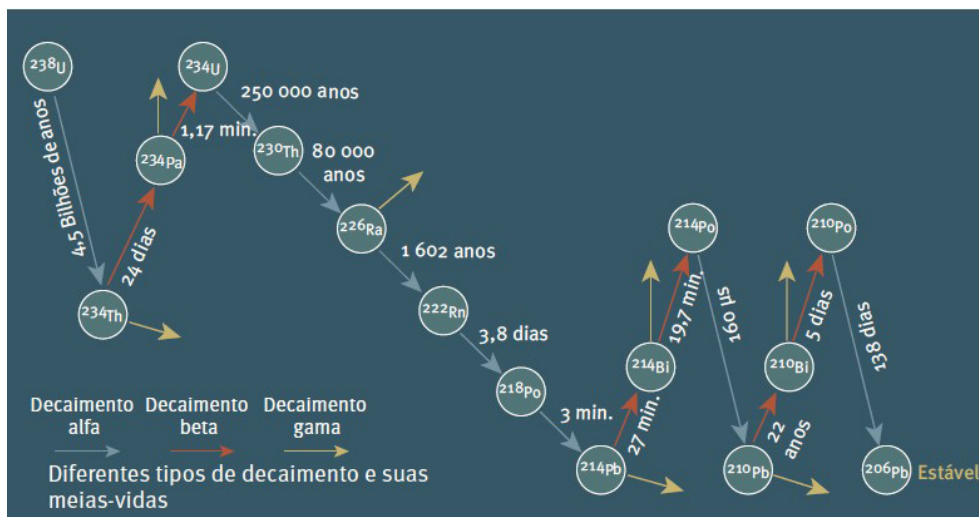 238U
4,5 Bilhões de anos
234Th
24 dias
234Pa
1,17 min.
234U
250 000 anos
230Th
80 000
anos
226Ra
1 602 anos
222Rn
3,8 dias
218Po
3 min.
214Pb
27 min.
214Bi
19,7 min.
214Po
160 µs
210Pb
22
anos
210Bi
5 dias
210Po
138 dias
206Pb
Estável
Decaimento
alfa
Decaimento
beta
Decaimento
gama
Diferentes tipos de decaimento e suas
meias-vidas